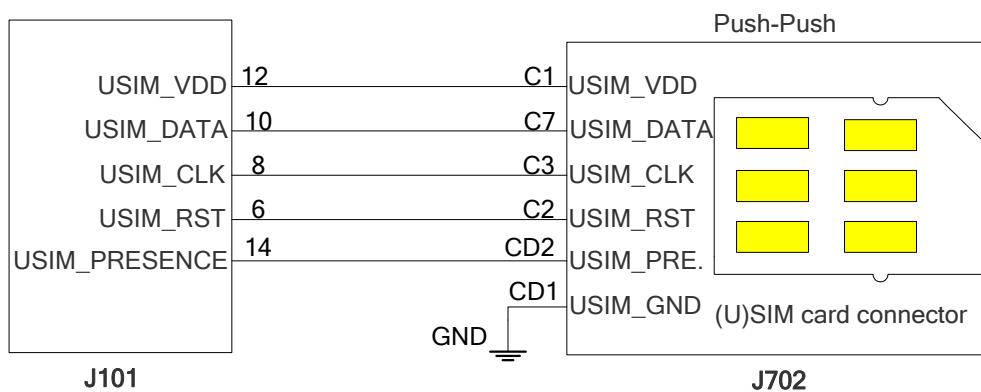 Push-Push
USIM_VDD 12 C1 USIM_VDD
USIM_DATA 10 C7 USIM_DATA
USIM_CLK 8 C3 USIM_CLK
USIM_RST 6 C2 USIM_RST
USIM_PRESENCE 14 CD2 USIM_PRE.
CD1 USIM_GND
(U)SIM card connector
GND
J101 J702